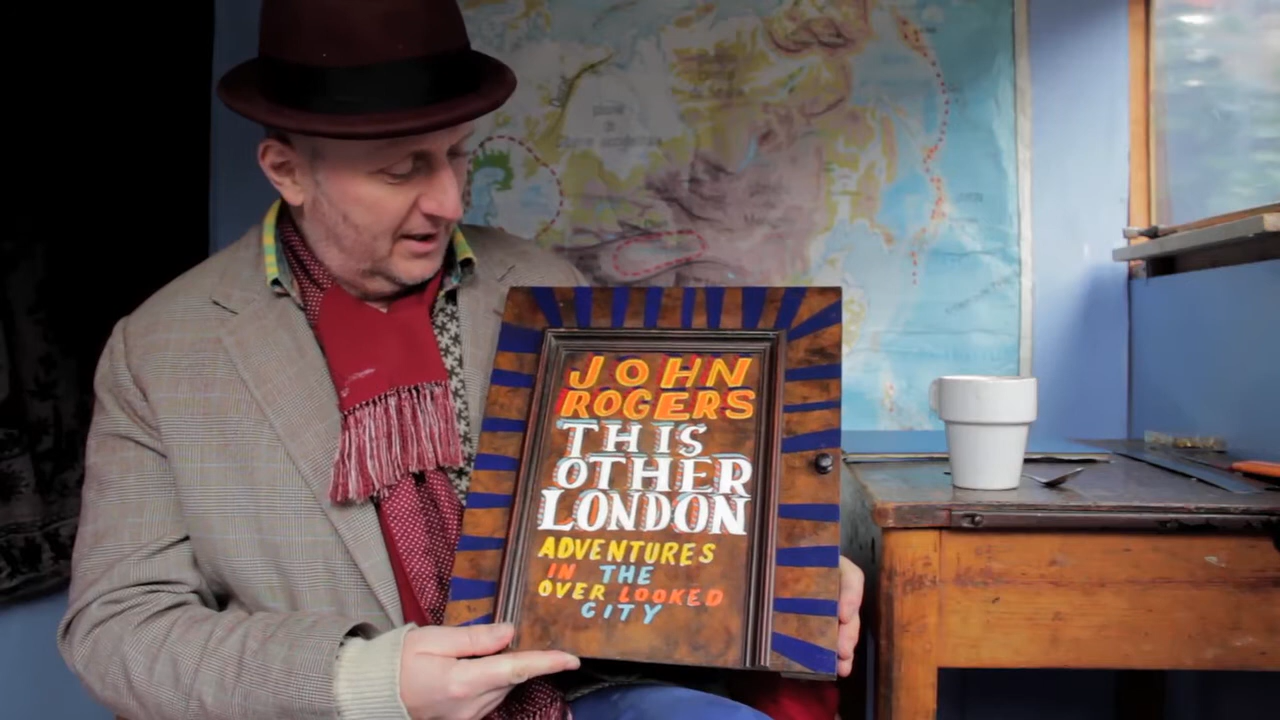 JOHN
ROGERS
THIS
OTHER
LONDON
ADVENTURES
IN THE
OVER LOOKED
CITY